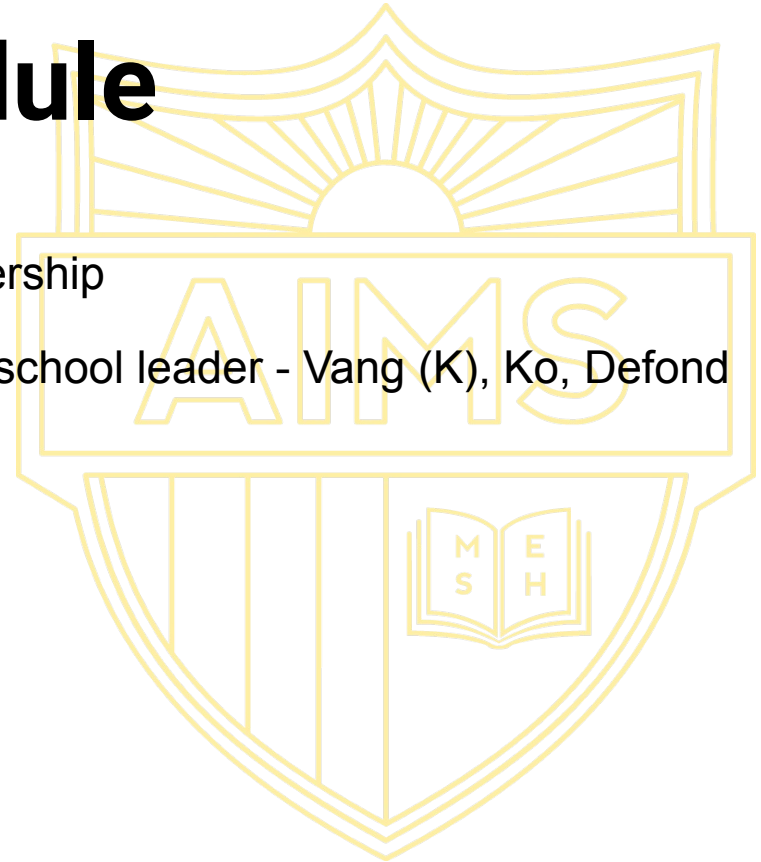 dule
ership
school leader - Vang (K), Ko, Defond
AIMS
M E
S H